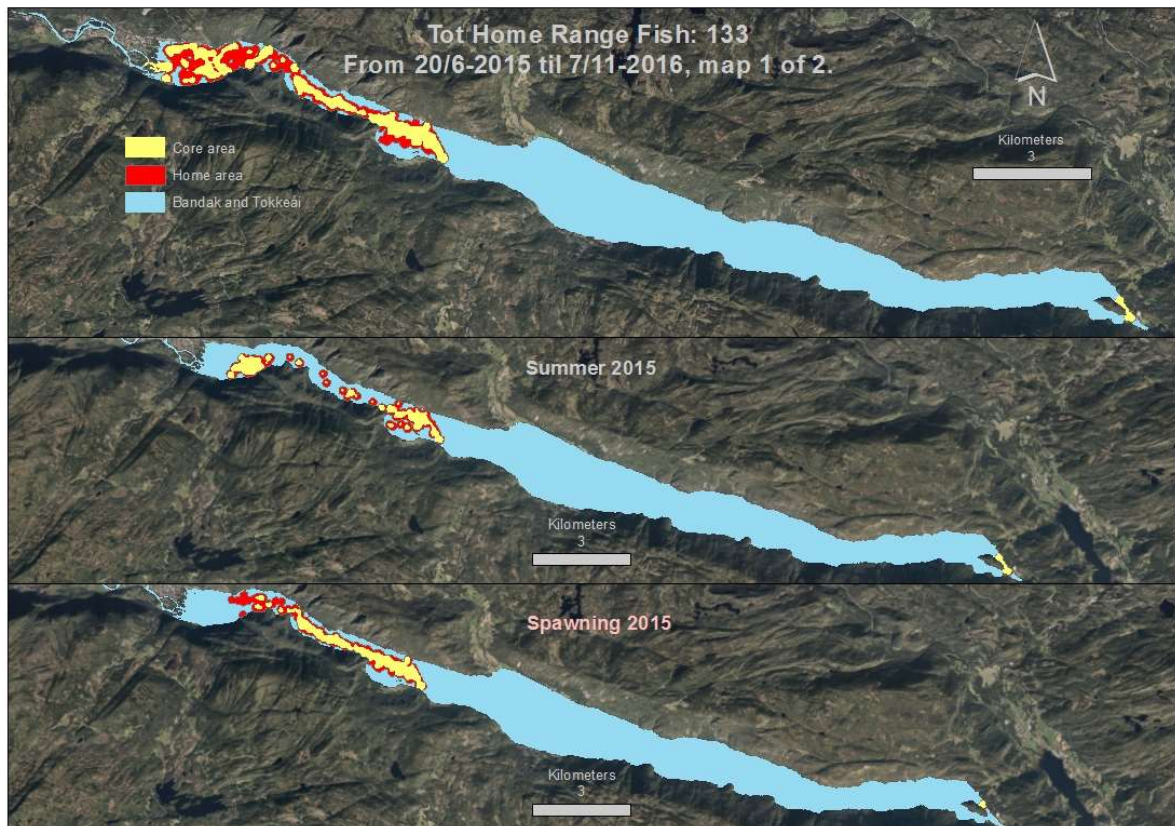 Tot Home Range Fish: 133
From 20/6-2015 til 7/11-2016, map 1 of 2.
N
Kilometers
3
Core area
Home area
Bandak and Tokkeåi
Summer 2015
Kilometers
3
Spawning 2015
Kilometers
3